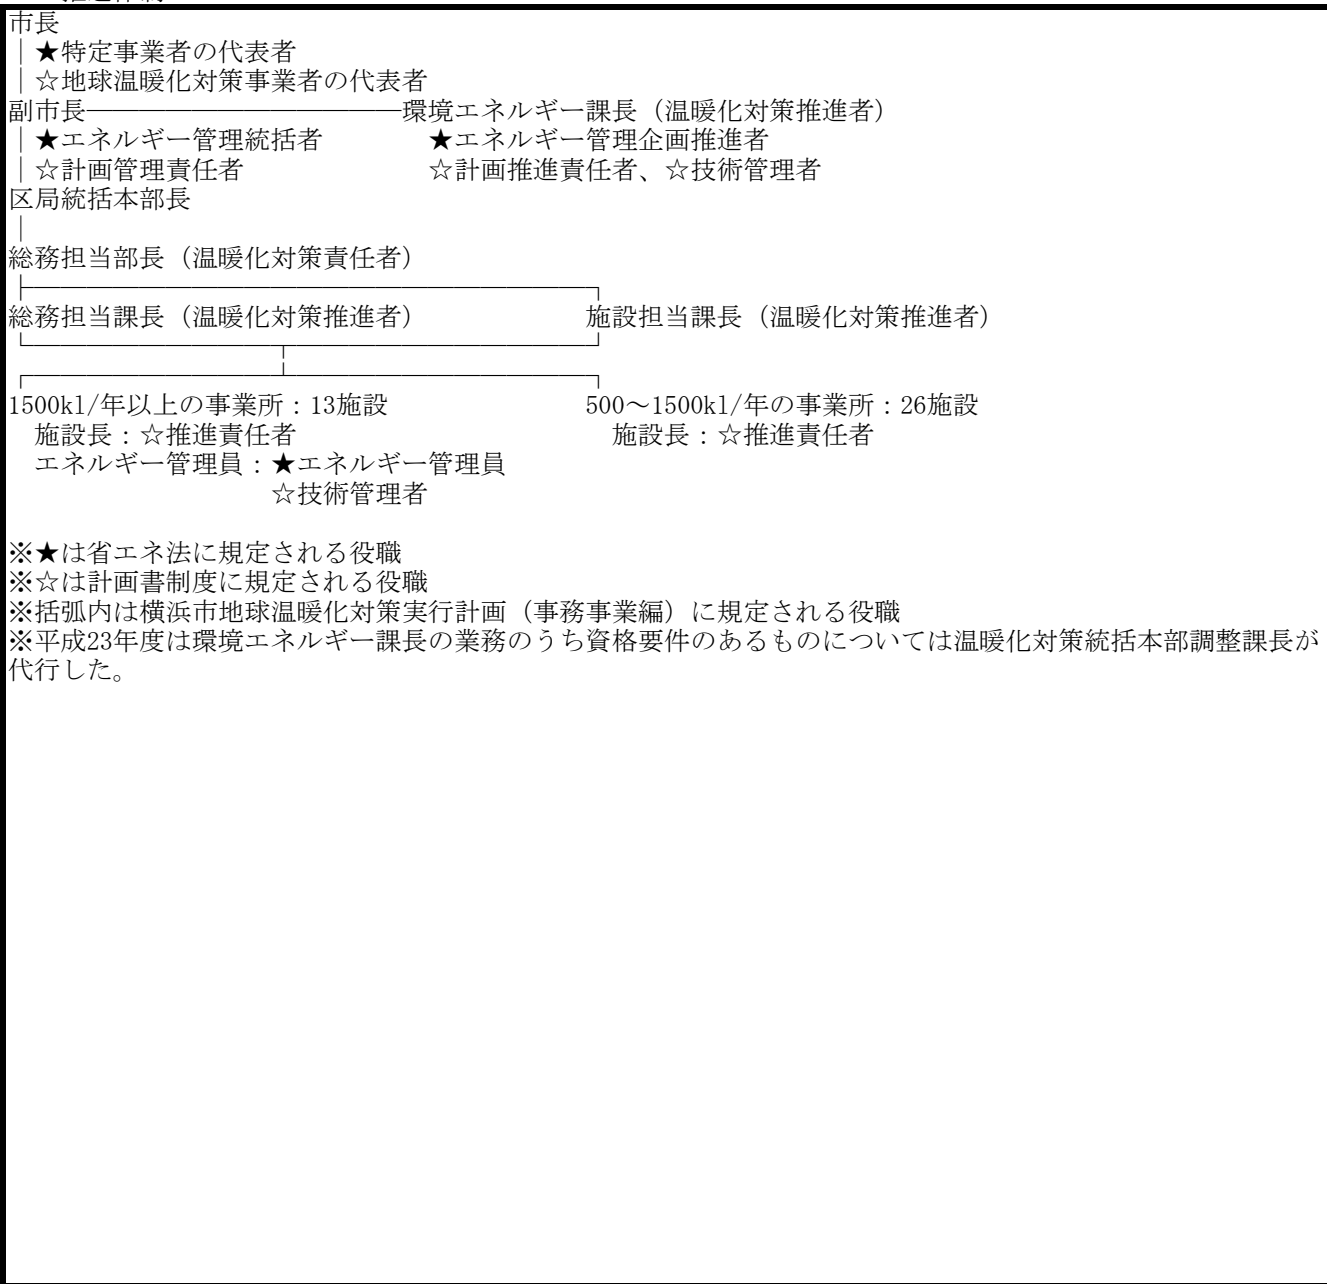 市長
│★特定事業者の代表者
│☆地球温暖化対策事業者の代表者
副市長────────────環境エネルギー課長（温暖化対策推進者）
│★エネルギー管理統括者　　　　★エネルギー管理企画推進者
│☆計画管理責任者　　　　　　　☆計画推進責任者、☆技術管理者
区局統括本部長
│
総務担当部長（温暖化対策責任者）
├─────────────────────┐
総務担当課長（温暖化対策推進者）　　　　　　　施設担当課長（温暖化対策推進者）
└─────────┬───────────┘
┌─────────┴───────────┐
1500kl/年以上の事業所：13施設　　　　　　　　500～1500kl/年の事業所：26施設
　施設長：☆推進責任者　　　　　　　　　　　　施設長：☆推進責任者
　エネルギー管理員：★エネルギー管理員
　　　　　　　　　　☆技術管理者
※★は省エネ法に規定される役職
※☆は計画書制度に規定される役職
※括弧内は横浜市地球温暖化対策実行計画（事務事業編）に規定される役職
※平成23年度は環境エネルギー課長の業務のうち資格要件のあるものについては温暖化対策統括本部調整課長が
代行した。